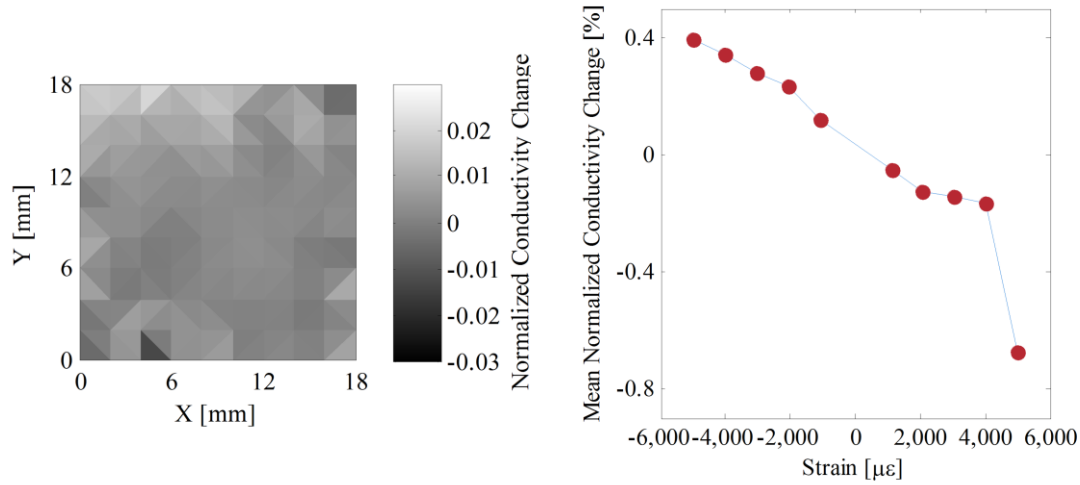 18
12
6
0
Y [mm]
0 6 12 18
X [mm]
0.02
0.01
0
-0.01
-0.02
-0.03
Normalized Conductivity Change
Mean Normalized Conductivity Change [%]
0.4
0
-0.4
-0.8
-6,000 -4,000 -2,000 0 2,000 4,000 6,000
Strain [με]